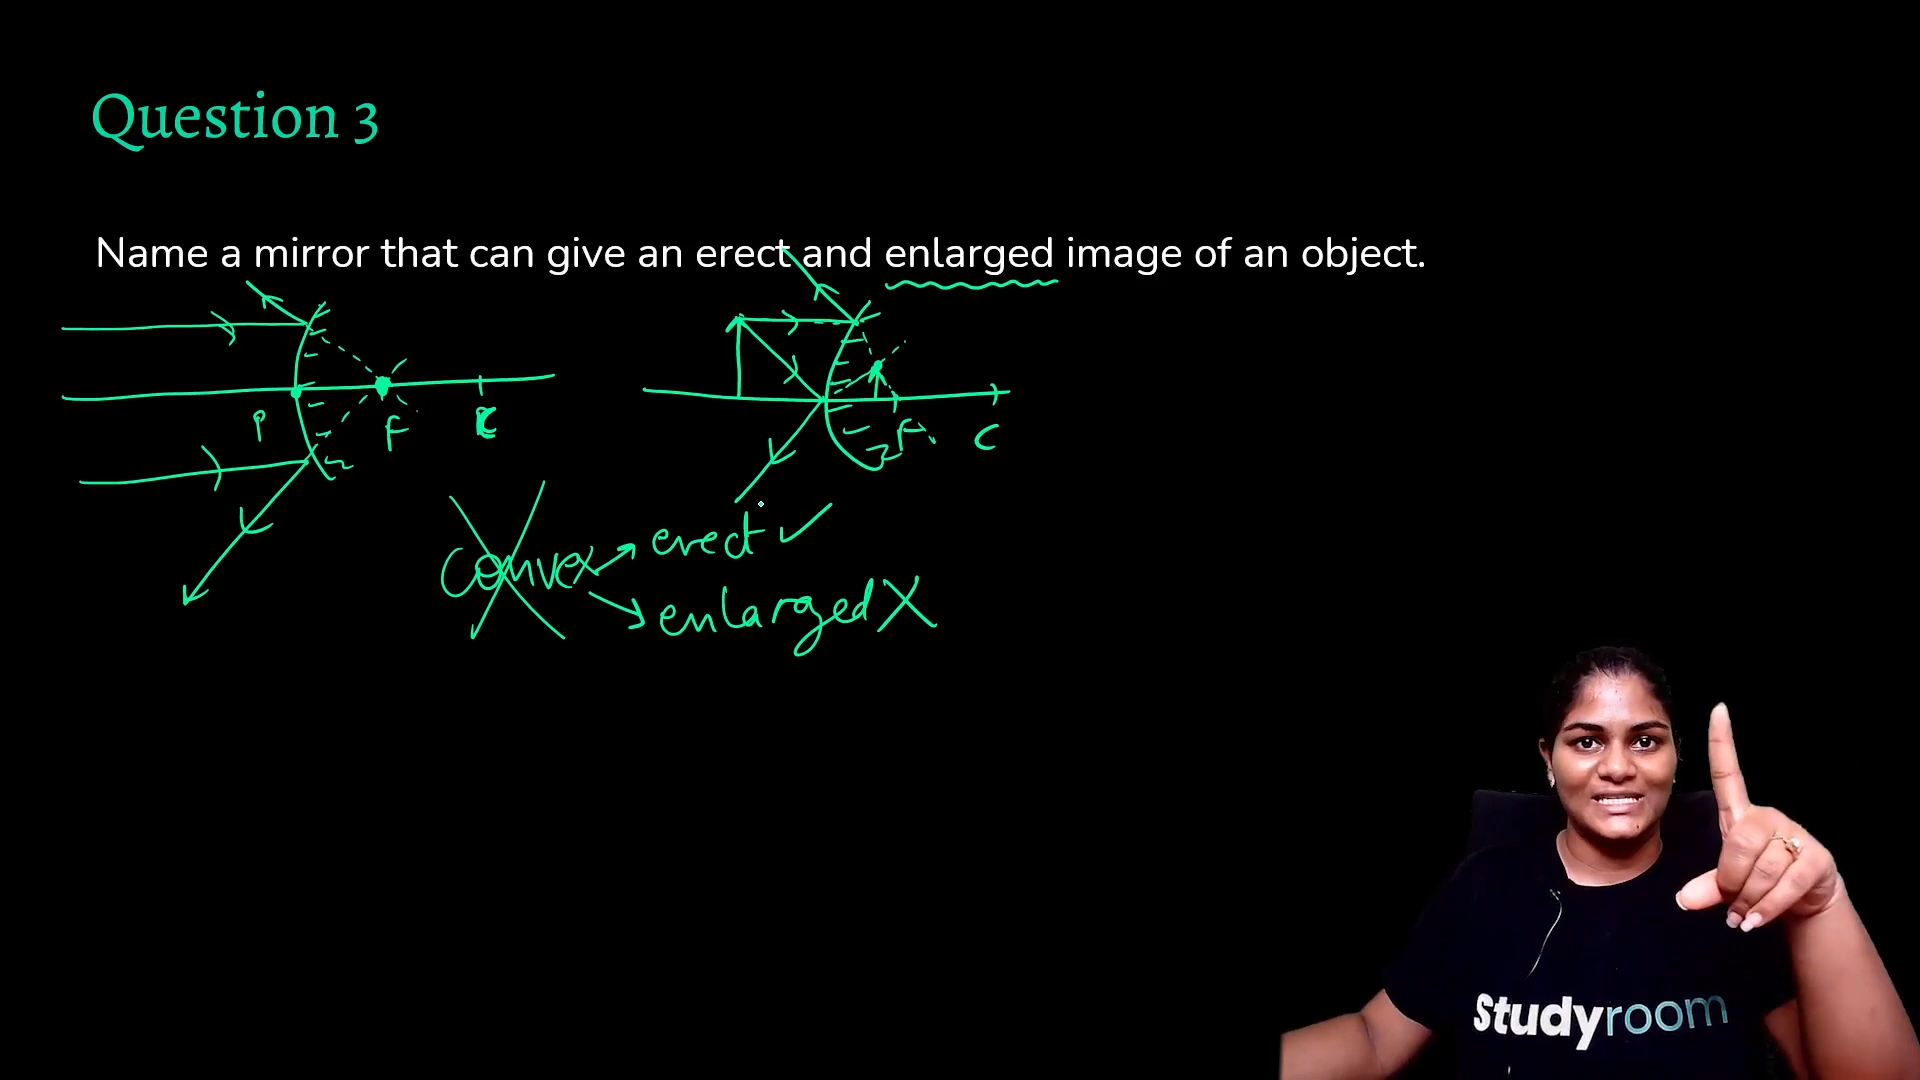 Question 3
Name a mirror that can give an erect and enlarged image of an object.
P F C
F C
convex erect
enlarged
Studyroom